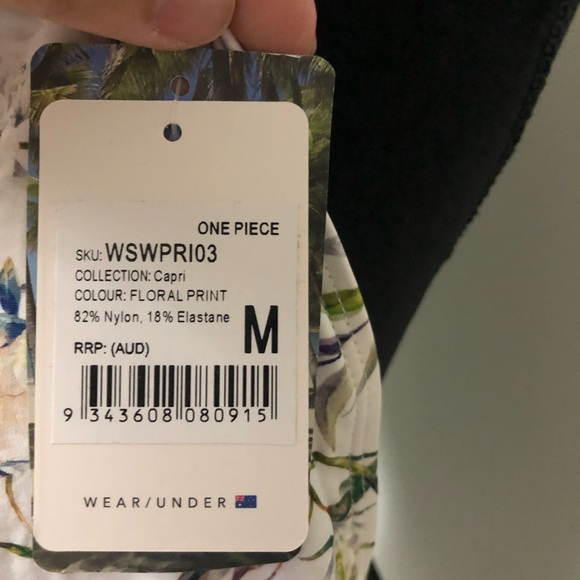 ONE PIECE
SKU: WSWPRI03
COLLECTION: Capri
COLOUR: FLORAL PRINT
82% Nylon, 18% Elastane
M
RRP: (AUD)
9 343608 080915
WEAR/UNDER